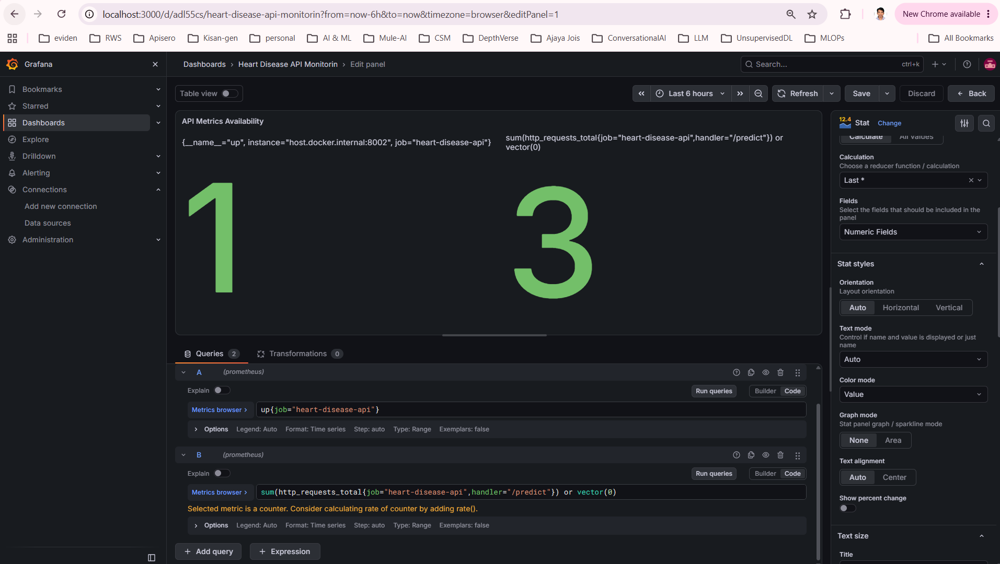 localhost:3000/d/adl55cs/heart-disease-api-monitorin?from=now-6h&to=now&timezone=browser&editPanel=1
New Chrome available
eviden RWS Apisero Kisan-gen personal AI & ML Mule-AI CSM DepthVerse Ajaya Jois ConversationalAI LLM UnsupervisedDL MLOPs All Bookmarks
Grafana
Dashboards › Heart Disease API Monitorin › Edit panel
Search... ctrl+k
Bookmarks
Starred
Dashboards
Explore
Drilldown
Alerting
Connections
Add new connection
Data sources
Administration
Table view
Last 6 hours
Refresh
Save
Discard
Back
API Metrics Availability
{__name__="up", instance="host.docker.internal:8002", job="heart-disease-api"}
1
sum(http_requests_total{job="heart-disease-api",handler="/predict"}) or
vector(0)
3
Queries 2
Transformations 0
A (prometheus)
Explain
Run queries
Builder Code
Metrics browser >
up{job="heart-disease-api"}
Options Legend: Auto Format: Time series Step: auto Type: Range Exemplars: false
B (prometheus)
Explain
Run queries
Builder Code
Metrics browser >
sum(http_requests_total{job="heart-disease-api",handler="/predict"}) or vector(0)
Selected metric is a counter. Consider calculating rate of counter by adding rate().
Options Legend: Auto Format: Time series Step: auto Type: Range Exemplars: false
+ Add query
+ Expression
12.4 Stat Change
Calculate All values
Calculation
Choose a reducer function / calculation
Last *
Fields
Select the fields that should be included in the
panel
Numeric Fields
Stat styles
Orientation
Layout orientation
Auto Horizontal Vertical
Text mode
Control if name and value is displayed or just
name
Auto
Color mode
Value
Graph mode
Stat panel graph / sparkline mode
None Area
Text alignment
Auto Center
Show percent change
Text size
Title